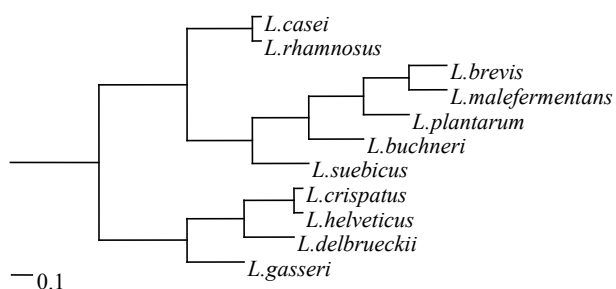 L.casei
L.rhamnosus
L.brevis
L.malefermentans
L.plantarum
L.buchneri
L.suebicus
L.crispatus
L.helveticus
L.delbrueckii
L.gasseri
0.1